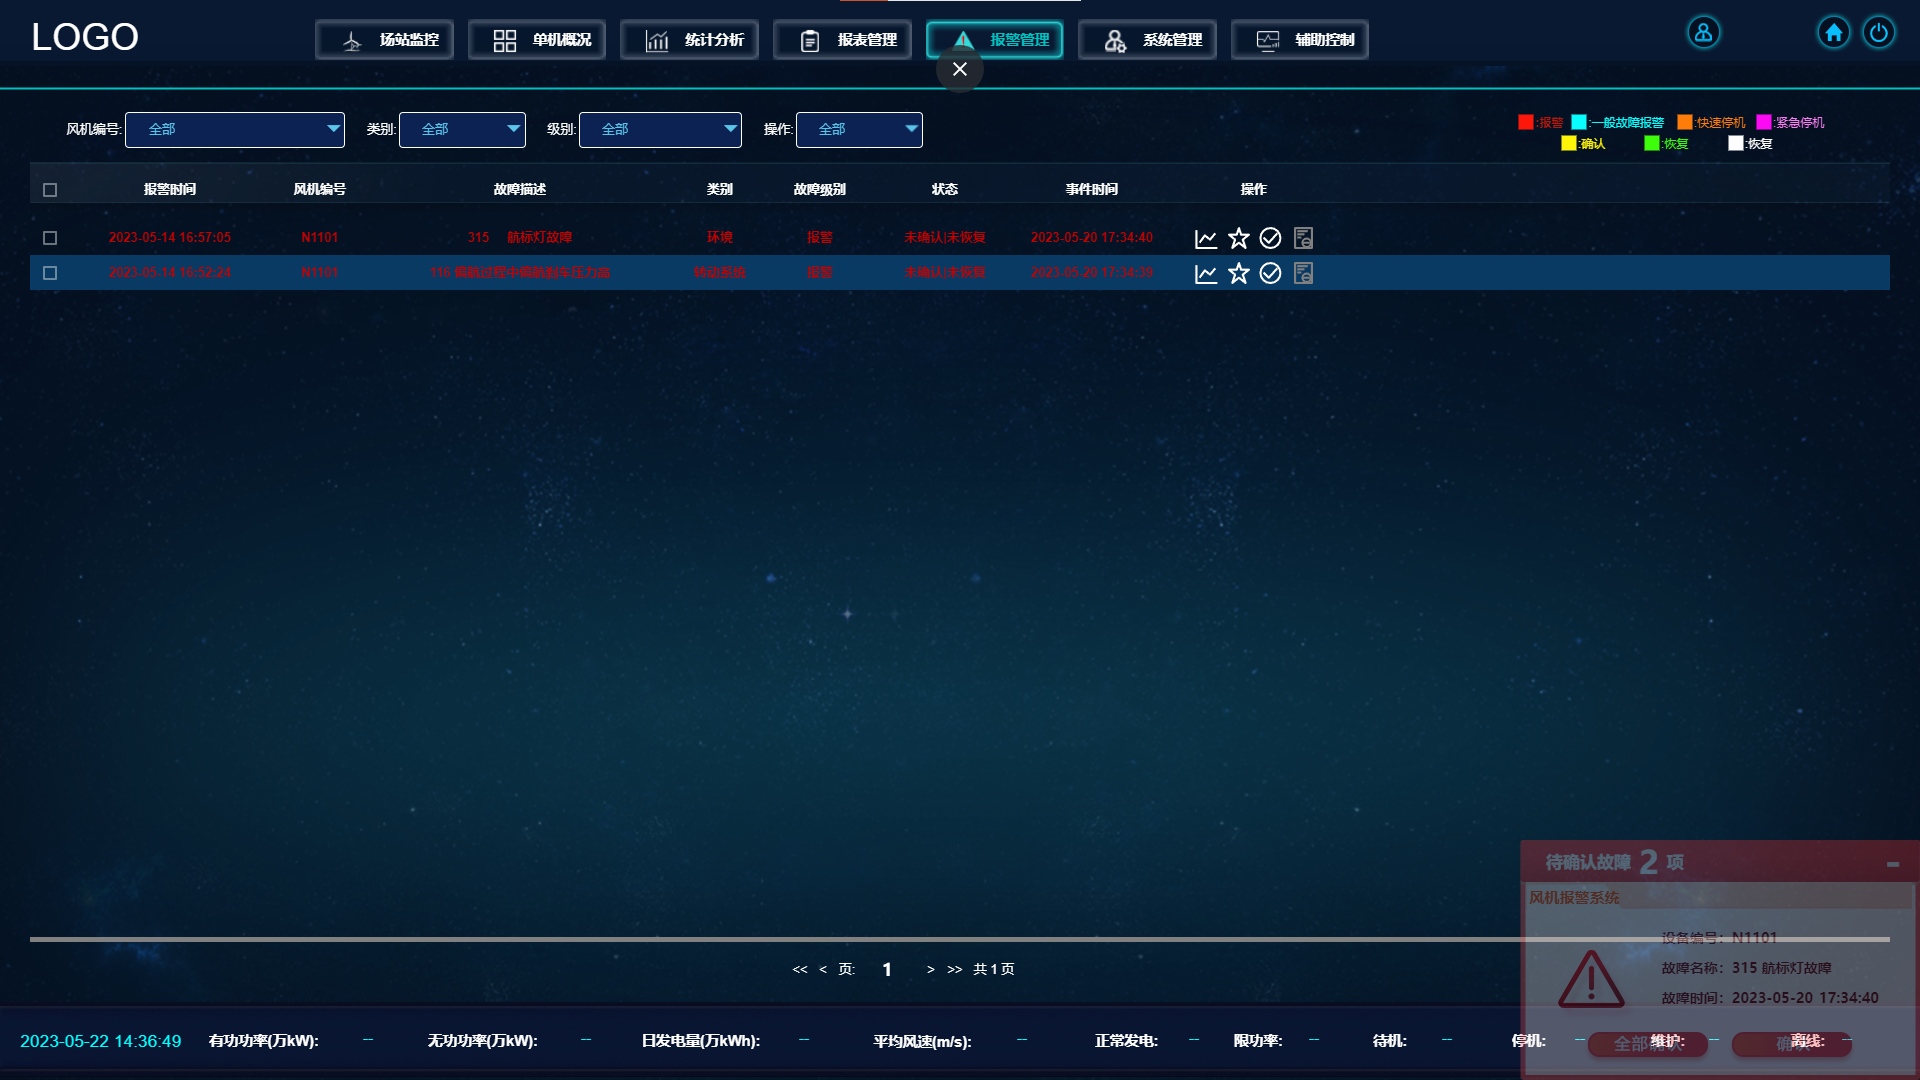 LOGO
场站监控 单机概况 统计分析 报表管理 报警管理 系统管理 辅助控制
风机编号: 全部 类别: 全部 级别: 全部 操作: 全部
:报警 :一般故障报警 :快速停机 :紧急停机
:确认 :恢复 :恢复
报警时间 风机编号 故障描述 类别 故障级别 状态 事件时间 操作
2023-05-14 16:57:05 N1101 315 航标灯故障 环境 报警 未确认|未恢复 2023-05-20 17:34:40
2023-05-14 16:52:24 N1101 116 偏航过程中偏航刹车压力高 转动系统 报警 未确认|未恢复 2023-05-20 17:34:39
待确认故障 2 项
风机报警系统
设备编号: N1101
故障名称: 315 航标灯故障
故障时间: 2023-05-20 17:34:40
全部确认 确认
<< < 页: 1 > >> 共 1 页
2023-05-22 14:36:49 有功功率(万kW): -- 无功功率(万kW): -- 日发电量(万kWh): -- 平均风速(m/s): -- 正常发电: -- 限功率: -- 待机: -- 停机: -- 维护: -- 离线: --